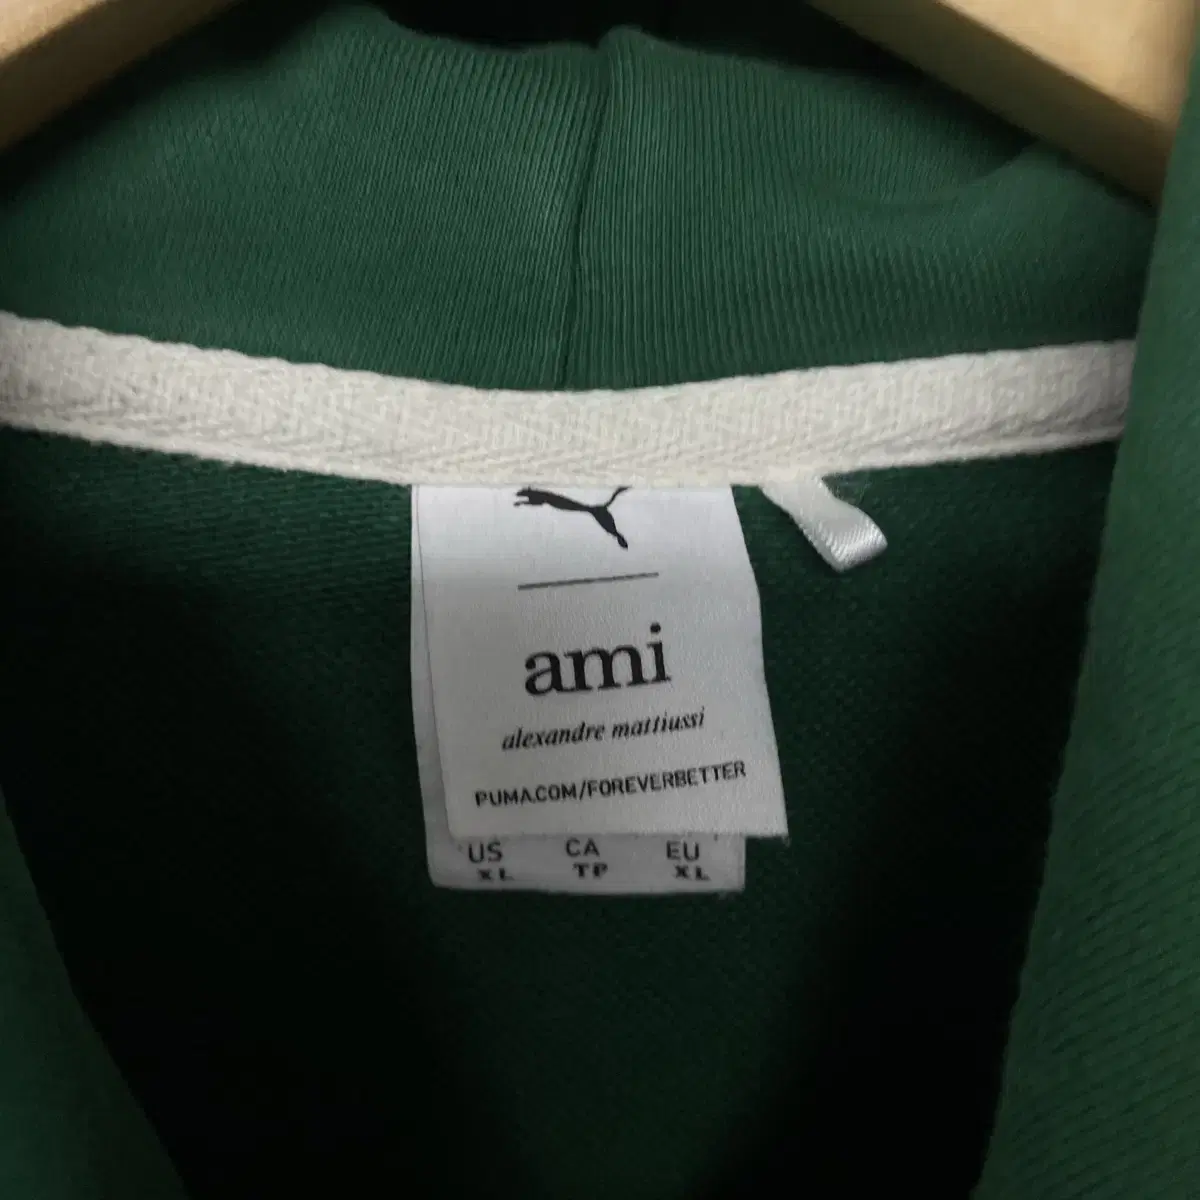 ami
alexandre mattiussi
PUMA.COM/FOREVERBETTER
US CA EU
XL TP XL